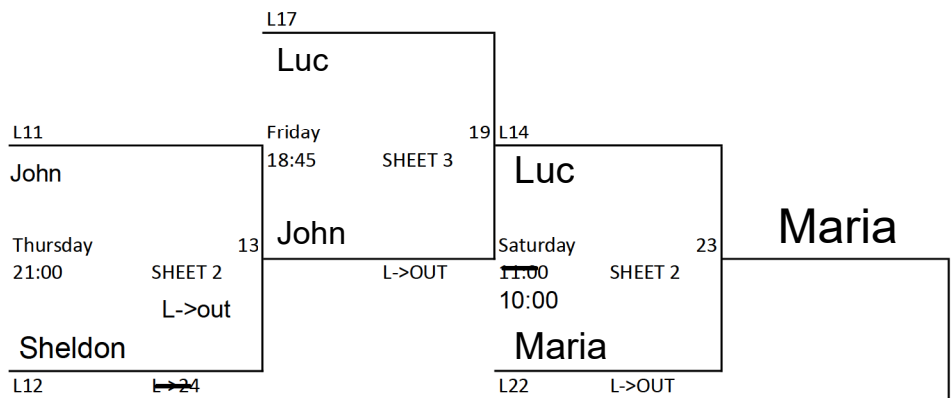 L17
Luc
L11
Friday
19
L14
18:45
SHEET 3
John
Luc
Thursday
13
John
Saturday
23
Maria
21:00
SHEET 2
L->OUT
11:00
SHEET 2
L->out
10:00
Sheldon
Maria
L12
L->24
L22
L->OUT